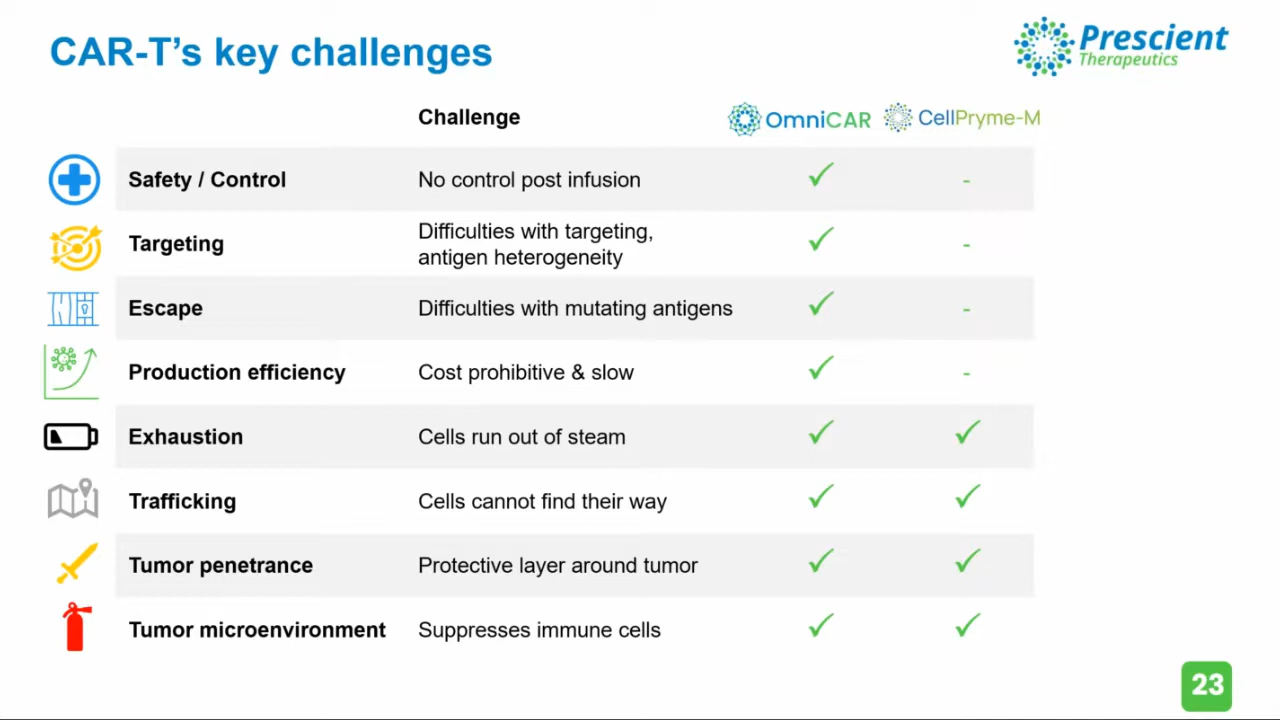 CAR-T’s key challenges
Prescient
Therapeutics
Challenge
OmniCAR
CellPryme-M
Safety / Control
No control post infusion
✓
-
Targeting
Difficulties with targeting,
antigen heterogeneity
✓
-
Escape
Difficulties with mutating antigens
✓
-
Production efficiency
Cost prohibitive & slow
✓
-
Exhaustion
Cells run out of steam
✓
✓
Trafficking
Cells cannot find their way
✓
✓
Tumor penetrance
Protective layer around tumor
✓
✓
Tumor microenvironment
Suppresses immune cells
✓
✓
23